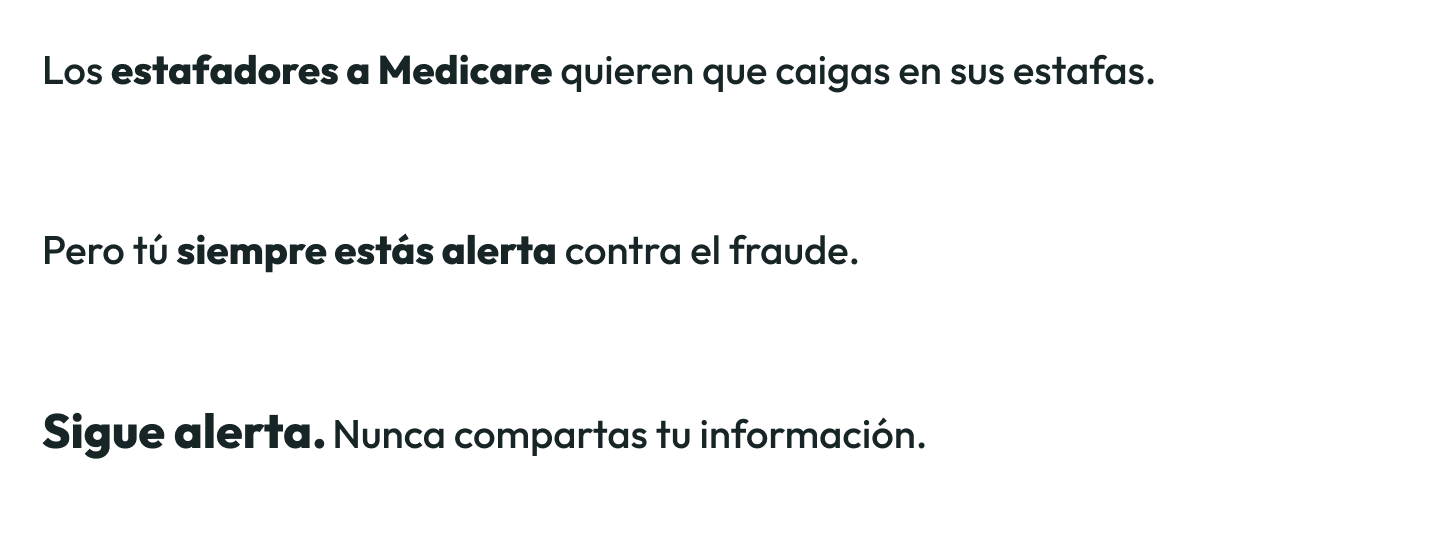 Los estafadores a Medicare quieren que caigas en sus estafas.
Pero tú siempre estás alerta contra el fraude.
Sigue alerta. Nunca compartas tu información.